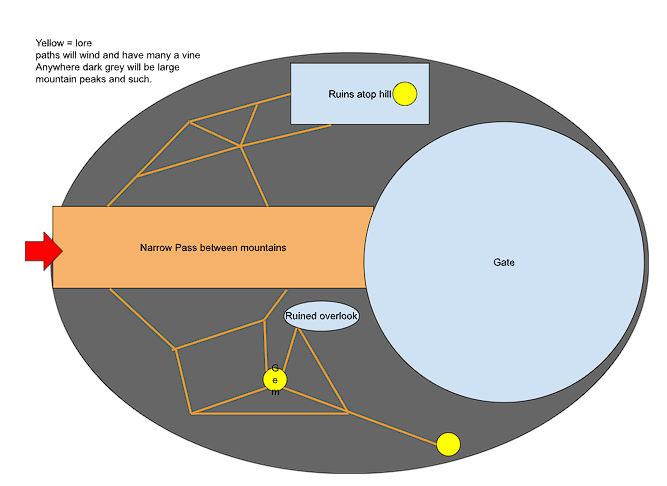 Yellow = lore
paths will wind and have many a vine
Anywhere dark grey will be large
mountain peaks and such.
Ruins atop hill
Narrow Pass between mountains
Gate
Ruined overlook
G
e
m